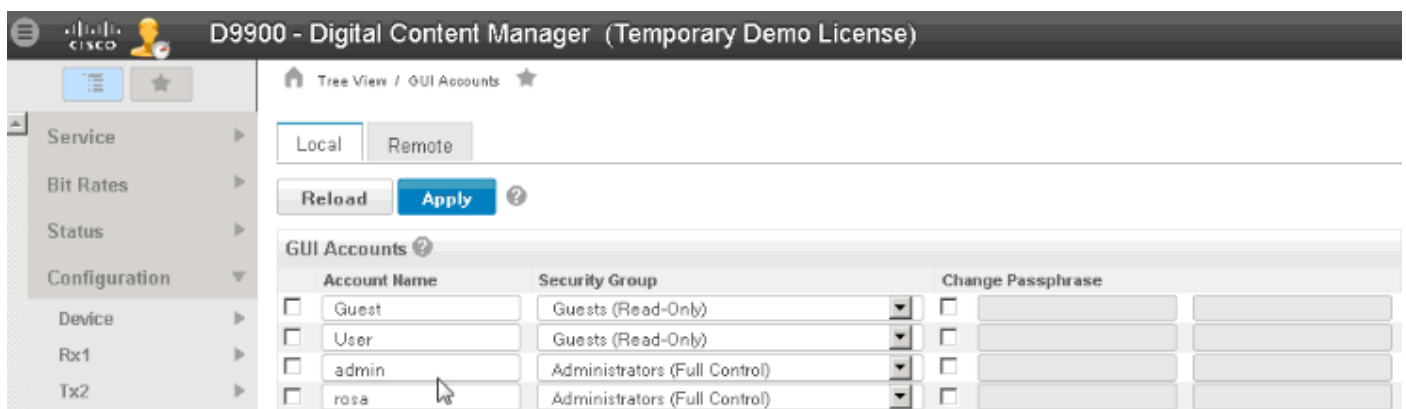 CISCO D9900 - Digital Content Manager (Temporary Demo License)
Tree View / GUI Accounts
Service
Bit Rates
Status
Configuration
Device
Rx1
Tx2
Local Remote
Reload Apply ?
GUI Accounts ?
Account Name Security Group Change Passphrase
Guest Guests (Read-Only)
User Guests (Read-Only)
admin Administrators (Full Control)
rosa Administrators (Full Control)